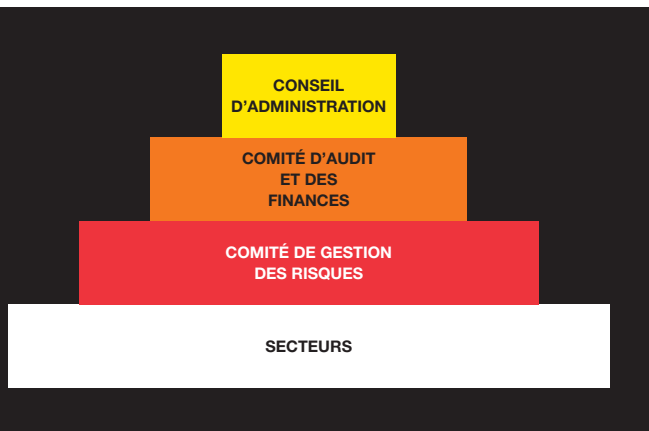 CONSEIL
D’ADMINISTRATION
COMITÉ D’AUDIT
ET DES
FINANCES
COMITÉ DE GESTION
DES RISQUES
SECTEURS